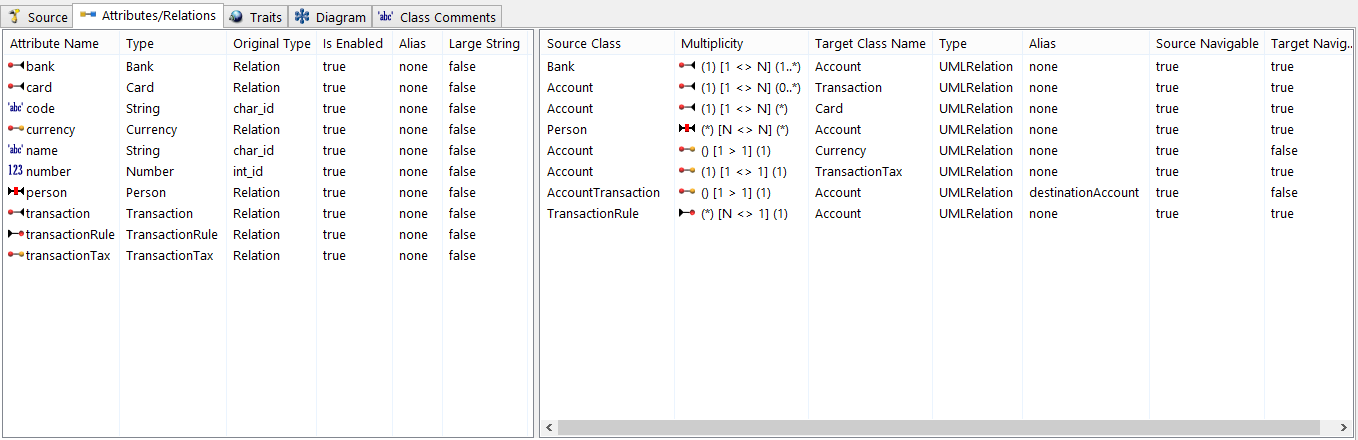 Source Attributes/Relations Traits Diagram 'abc' Class Comments
Attribute Name Type Original Type Is Enabled Alias Large String
bank Bank Relation true none false
card Card Relation true none false
'abc' code String char_id true none false
currency Currency Relation true none false
'abc' name String char_id true none false
123 number Number int_id true none false
person Person Relation true none false
transaction Transaction Relation true none false
transactionRule TransactionRule Relation true none false
transactionTax TransactionTax Relation true none false
Source Class Multiplicity Target Class Name Type Alias Source Navigable Target Navig...
Bank (1) [1 <> N] (1..*) Account UMLRelation none true true
Account (1) [1 <> N] (0..*) Transaction UMLRelation none true true
Account (1) [1 <> N] (*) Card UMLRelation none true true
Person (*) [N <> N] (*) Account UMLRelation none true true
Account () [1 > 1] (1) Currency UMLRelation none true false
Account (1) [1 <> 1] (1) TransactionTax UMLRelation none true true
AccountTransaction () [1 > 1] (1) Account UMLRelation destinationAccount true false
TransactionRule (*) [N <> 1] (1) Account UMLRelation none true true